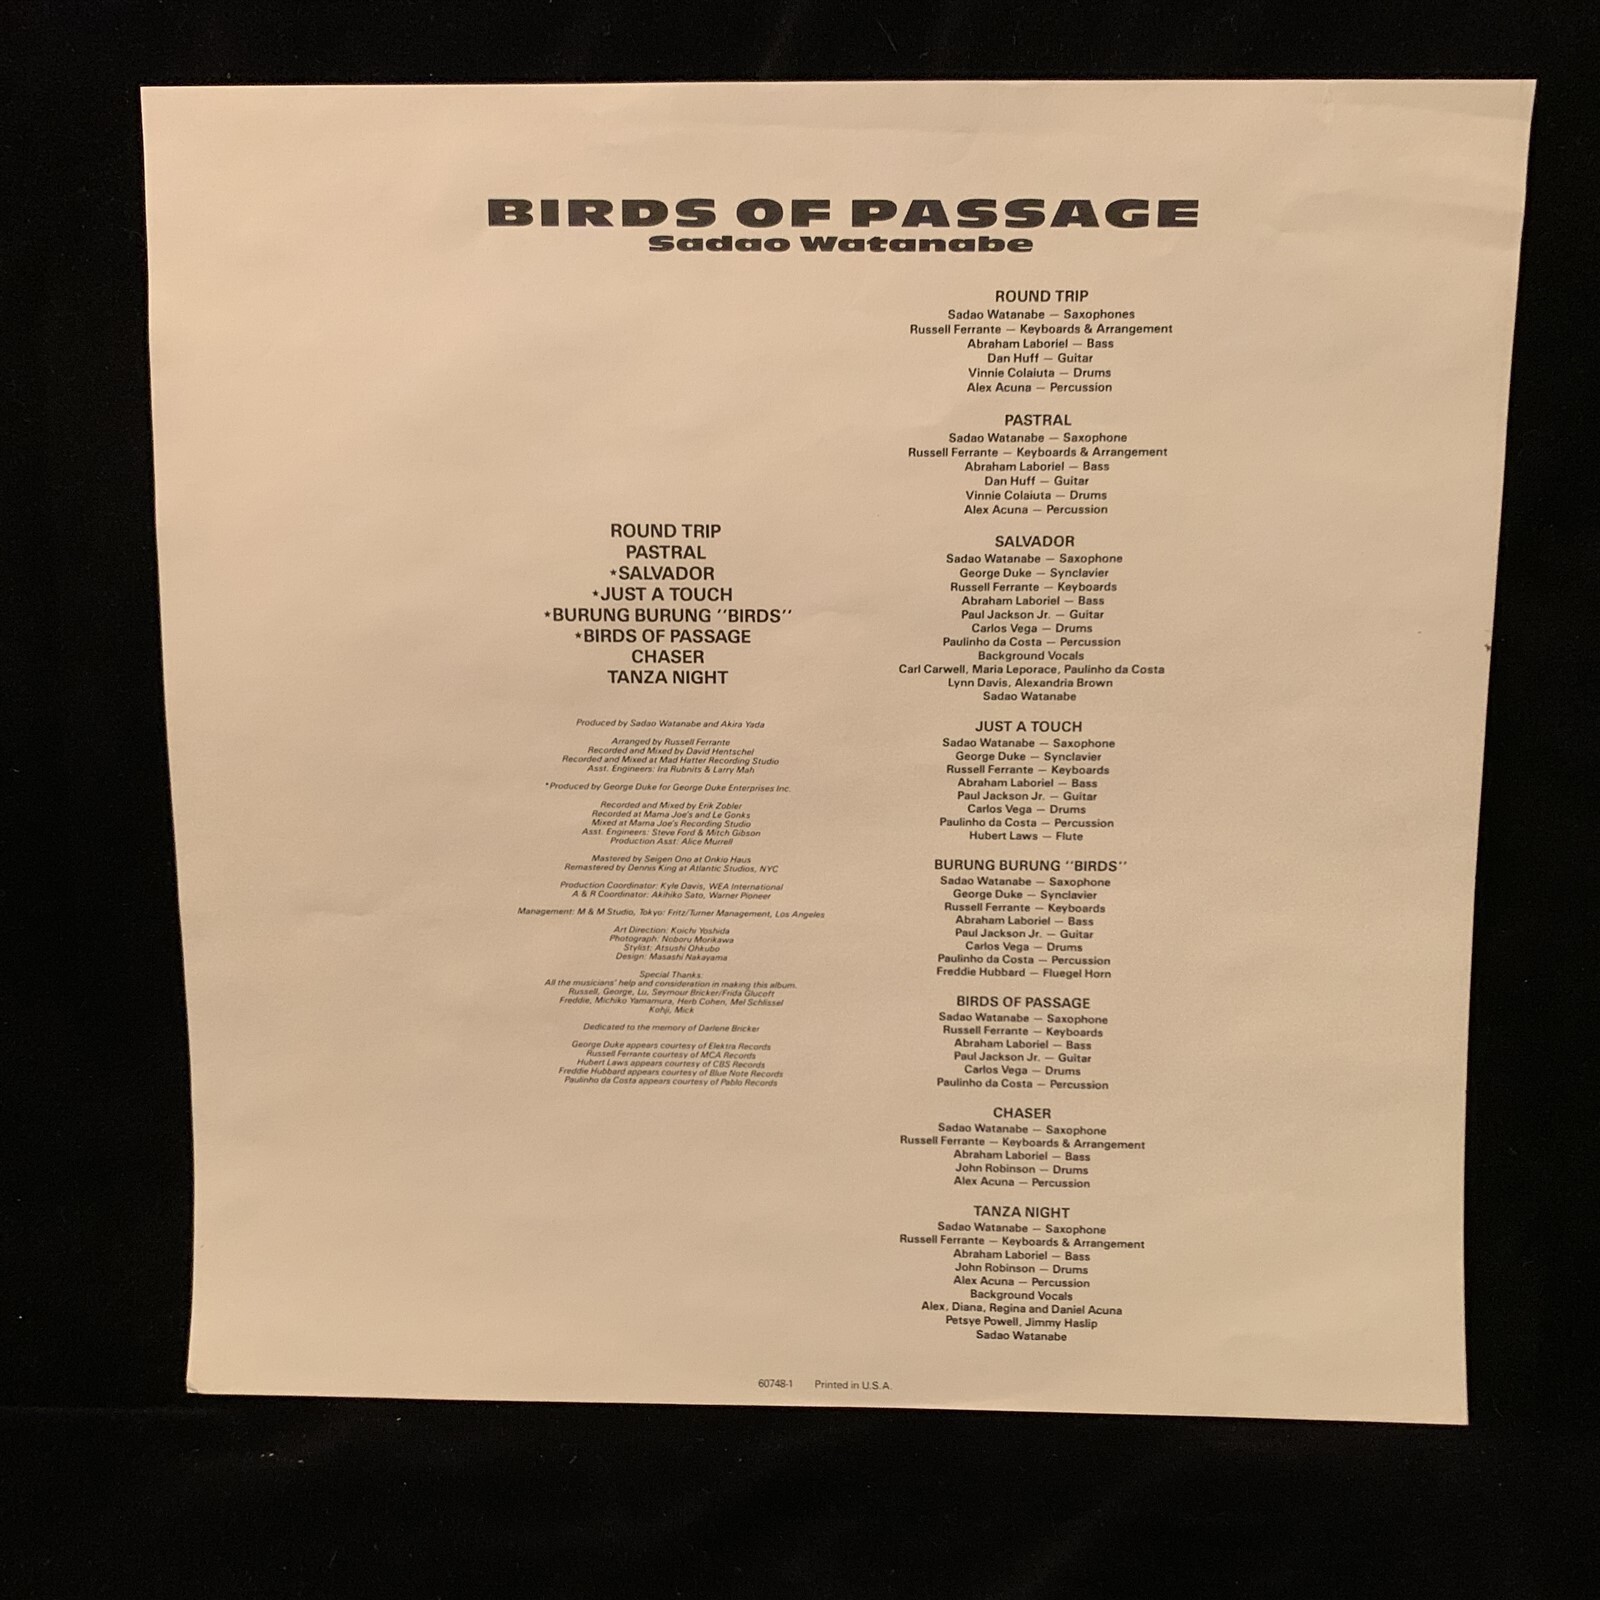 BIRDS OF PASSAGE
Sadao Watanabe
ROUND TRIP
PASTRAL
*SALVADOR
*JUST A TOUCH
*BURUNG BURUNG "BIRDS"
*BIRDS OF PASSAGE
CHASER
TANZA NIGHT
Produced by Sadao Watanabe and Akira Yada
Arranged by Russell Ferrante
Recorded and Mixed by David Hentschel
Recorded and Mixed at Mad Hatter Recording Studio
Asst. Engineers: Ira Rubnits & Larry Mah
*Produced by George Duke for George Duke Enterprises Inc.
Recorded and Mixed by Erik Zobler
Recorded at Mama Joe's and Le Gonks
Mixed at Mama Joe's Recording Studio
Asst. Engineers: Steve Ford & Mitch Gibson
Production Asst: Alice Murrell
Mastered by Seigen Ono at Onkio Haus
Remastered by Dennis King at Atlantic Studios, NYC
Production Coordinator: Kyle Davis, WEA International
A & R Coordinator: Akihiko Sato, Warner Pioneer
Management: M & M Studio, Tokyo: Fritz/Turner Management, Los Angeles
Art Direction: Koichi Yoshida
Photograph: Noboru Morikawa
Stylist: Atsushi Ohkubo
Design: Masashi Nakayama
Special Thanks:
All the musicians' help and consideration in making this album.
Russell, George, Lu, Seymour Bricker/Frida Glucoft
Freddie, Michiko Yamamura, Herb Cohen, Mel Schlissel
Kohji, Mick
Dedicated to the memory of Darlene Bricker
George Duke appears courtesy of Elektra Records
Russell Ferrante courtesy of MCA Records
Hubert Laws appears courtesy of CBS Records
Freddie Hubbard appears courtesy of Blue Note Records
Paulinho da Costa appears courtesy of Pablo Records
ROUND TRIP
Sadao Watanabe — Saxophones
Russell Ferrante — Keyboards & Arrangement
Abraham Laboriel — Bass
Dan Huff — Guitar
Vinnie Colaiuta — Drums
Alex Acuna — Percussion
PASTRAL
Sadao Watanabe — Saxophone
Russell Ferrante — Keyboards & Arrangement
Abraham Laboriel — Bass
Dan Huff — Guitar
Vinnie Colaiuta — Drums
Alex Acuna — Percussion
SALVADOR
Sadao Watanabe — Saxophone
George Duke — Synclavier
Russell Ferrante — Keyboards
Abraham Laboriel — Bass
Paul Jackson Jr. — Guitar
Carlos Vega — Drums
Paulinho da Costa — Percussion
Background Vocals
Carl Carwell, Maria Leporace, Paulinho da Costa
Lynn Davis, Alexandria Brown
Sadao Watanabe
JUST A TOUCH
Sadao Watanabe — Saxophone
George Duke — Synclavier
Russell Ferrante — Keyboards
Abraham Laboriel — Bass
Paul Jackson Jr. — Guitar
Carlos Vega — Drums
Paulinho da Costa — Percussion
Hubert Laws — Flute
BURUNG BURUNG "BIRDS"
Sadao Watanabe — Saxophone
George Duke — Synclavier
Russell Ferrante — Keyboards
Abraham Laboriel — Bass
Paul Jackson Jr. — Guitar
Carlos Vega — Drums
Paulinho da Costa — Percussion
Freddie Hubbard — Fluegel Horn
BIRDS OF PASSAGE
Sadao Watanabe — Saxophone
Russell Ferrante — Keyboards
Abraham Laboriel — Bass
Paul Jackson Jr. — Guitar
Carlos Vega — Drums
Paulinho da Costa — Percussion
CHASER
Sadao Watanabe — Saxophone
Russell Ferrante — Keyboards & Arrangement
Abraham Laboriel — Bass
John Robinson — Drums
Alex Acuna — Percussion
TANZA NIGHT
Sadao Watanabe — Saxophone
Russell Ferrante — Keyboards & Arrangement
Abraham Laboriel — Bass
John Robinson — Drums
Alex Acuna — Percussion
Background Vocals
Alex, Diana, Regina and Daniel Acuna
Petsye Powell, Jimmy Haslip
Sadao Watanabe
60748-1 Printed in U.S.A.